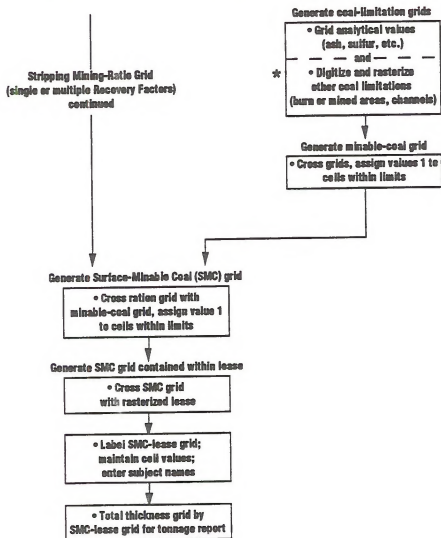 Generate coal-limitation grids
• Grid analytical values
(ash, sulfur, etc.)
and
*
• Digitize and rasterize
other coal limitations
(burn or mined areas, channels)
Stripping Mining-Ratio Grid
(single or multiple Recovery Factors)
continued
Generate minable-coal grid
• Cross grids, assign values 1 to
cells within limits
Generate Surface-Minable Coal (SMC) grid
• Cross ration grid with
minable-coal grid, assign value 1
to cells within limits
Generate SMC grid contained within lease
• Cross SMC grid
with rasterized lease
• Label SMC-lease grid;
maintain cell values;
enter subject names
• Total thickness grid by
SMC-lease grid for tonnage report